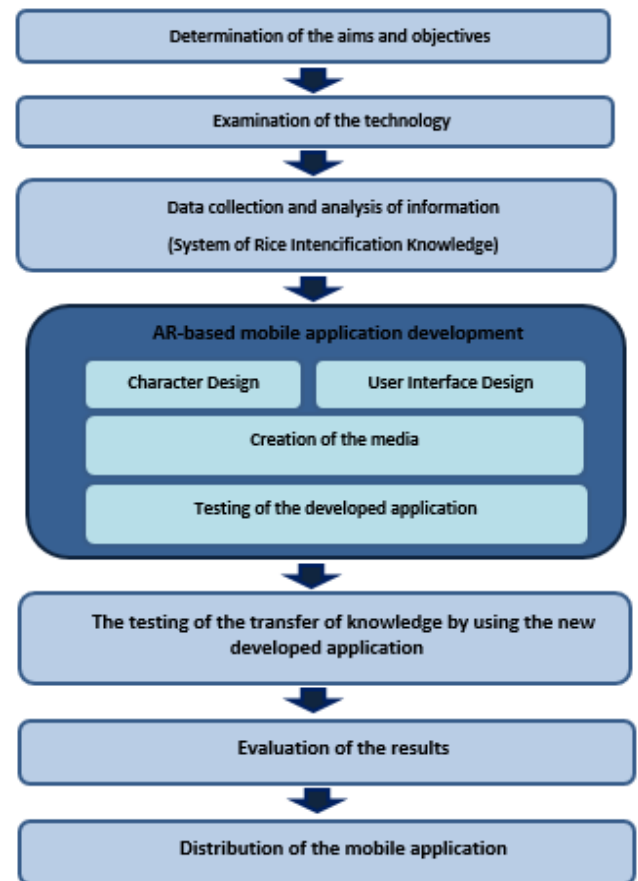 Determination of the aims and objectives
Examination of the technology
Data collection and analysis of information
(System of Rice Intencification Knowledge)
AR-based mobile application development
Character Design
User Interface Design
Creation of the media
Testing of the developed application
The testing of the transfer of knowledge by using the new
developed application
Evaluation of the results
Distribution of the mobile application